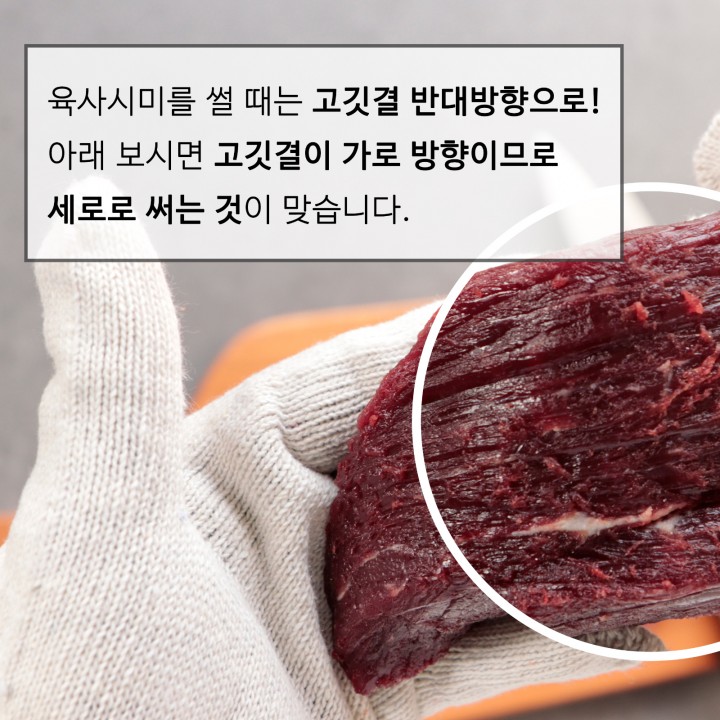 육사시미를 썰 때는 고깃결 반대방향으로!
아래 보시면 고깃결이 가로 방향이므로
세로로 써는 것이 맞습니다.